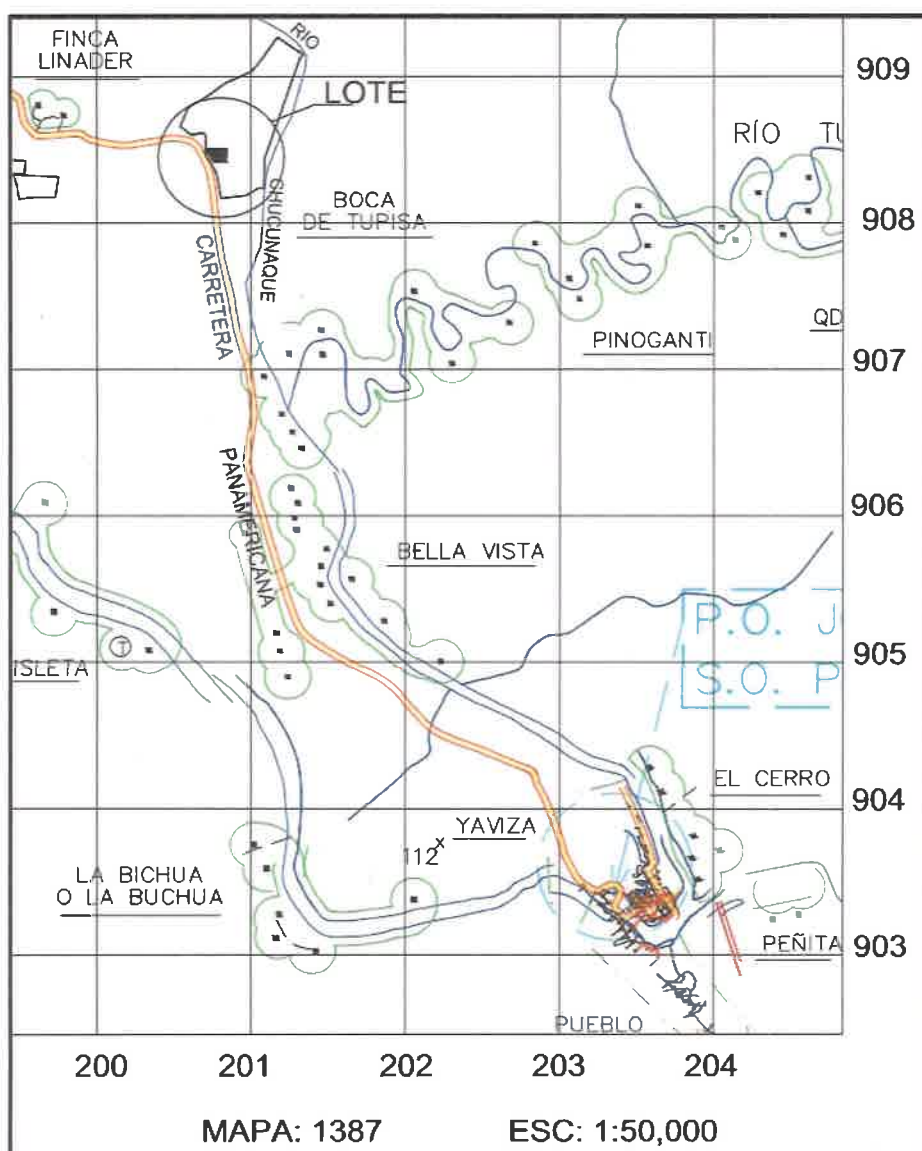 FINCA
LINADER
RIO
909
LOTE
RÍO TU
CHUCUNAQUE
BOCA
DE TUPISA
908
CARRETERA
PINOGANTI
QD
907
PANAMERICANA
906
BELLA VISTA
P.O. J
T
905
ISLETA
S.O. P
EL CERRO
904
YAVIZA
112
LA BICHUA
O LA BUCHUA
PEÑITA
903
PUEBLO
200 201 202 203 204
MAPA: 1387 ESC: 1:50,000